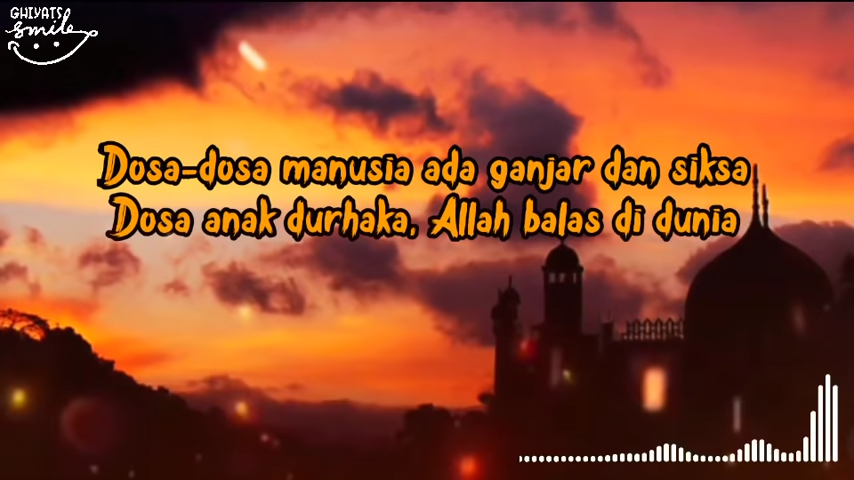 GHIYATS
smile
Dosa-dosa manusia ada ganjar dan siksa
Dosa anak durhaka, Allah balas di dunia